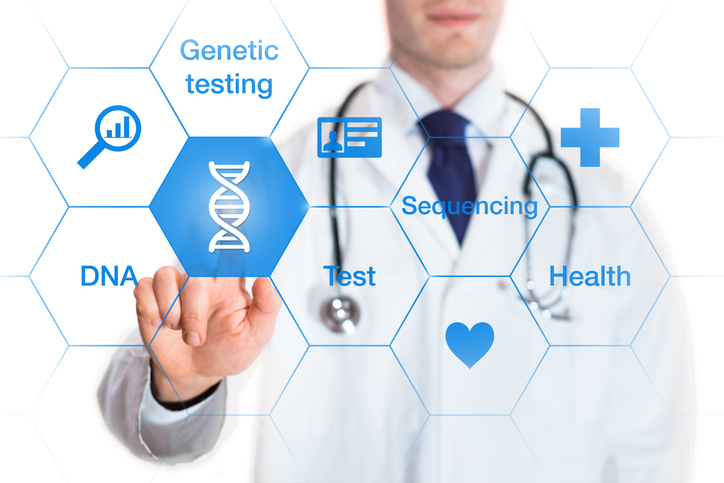 Genetic
testing
Sequencing
DNA
Test
Health